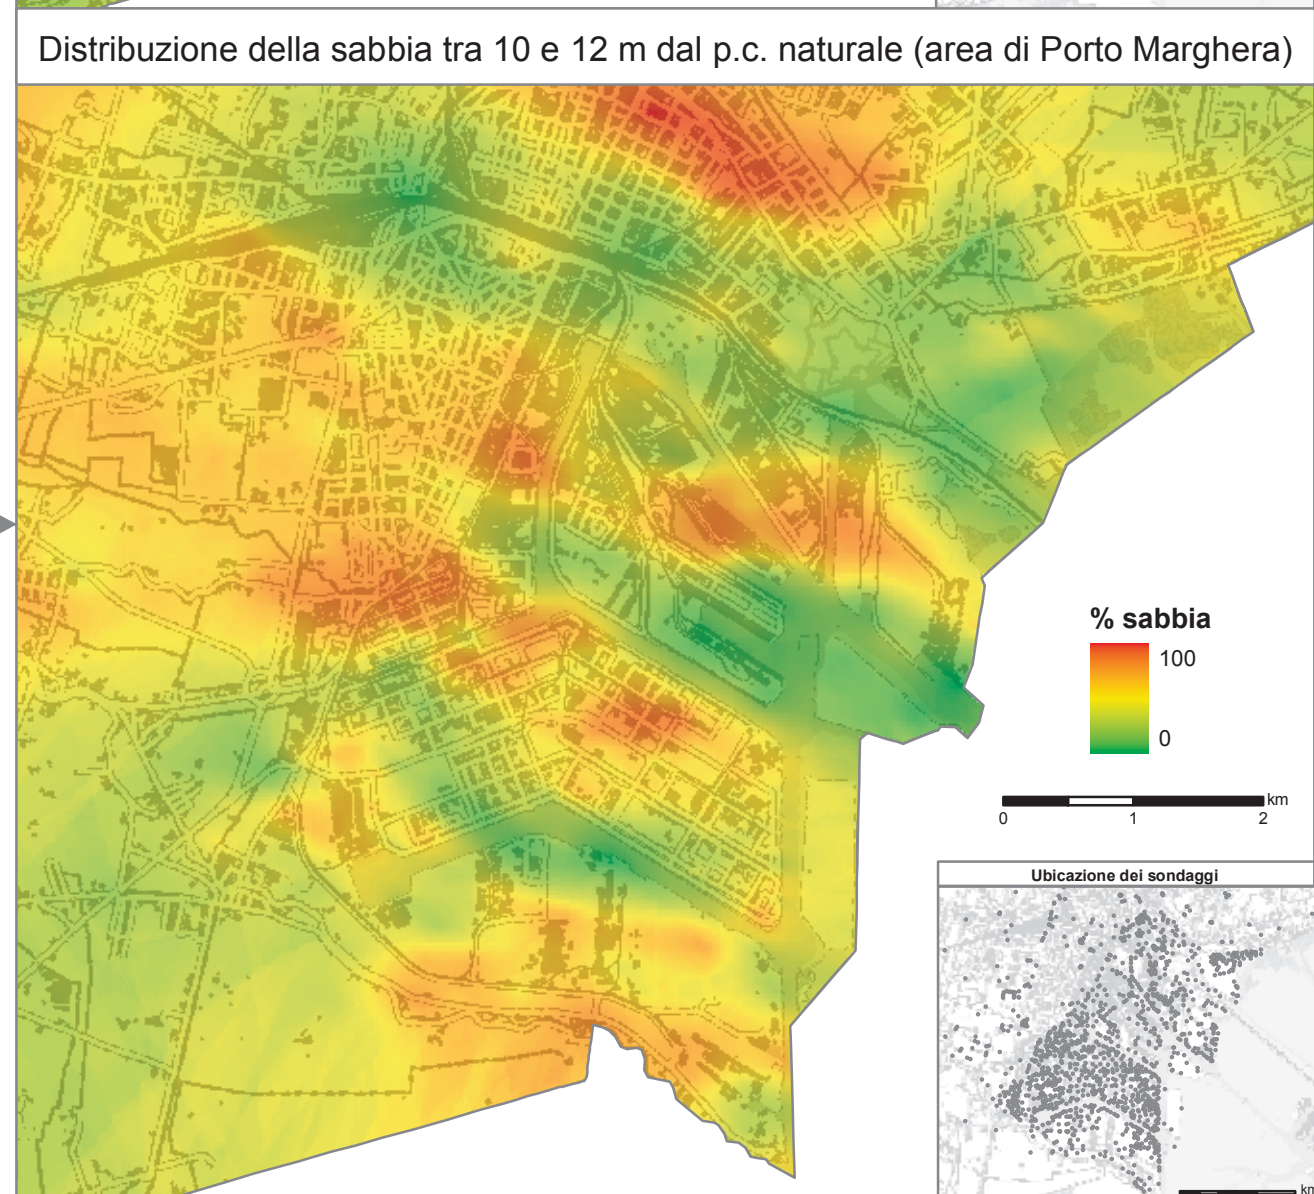 Distribuzione della sabbia tra 10 e 12 m dal p.c. naturale (area di Porto Marghera)
% sabbia
100
0
km
0 1 2
Ubicazione dei sondaggi
km